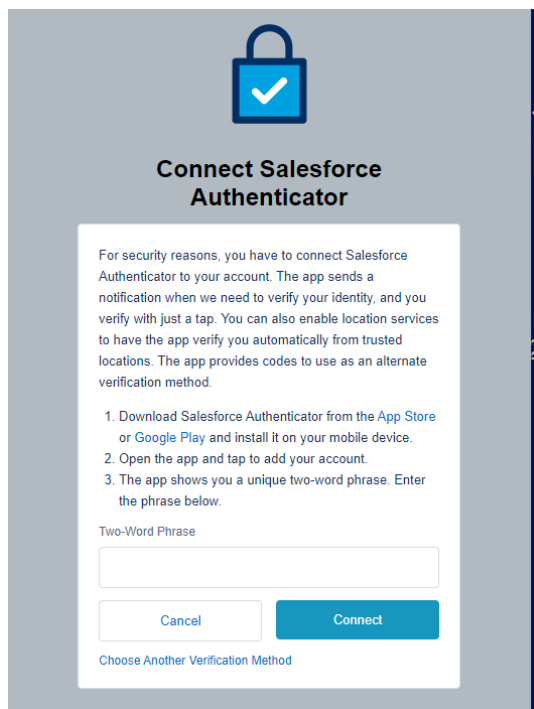 Connect Salesforce
Authenticator
For security reasons, you have to connect Salesforce
Authenticator to your account. The app sends a
notification when we need to verify your identity, and you
verify with just a tap. You can also enable location services
to have the app verify you automatically from trusted
locations. The app provides codes to use as an alternate
verification method.
1. Download Salesforce Authenticator from the App Store
or Google Play and install it on your mobile device.
2. Open the app and tap to add your account.
3. The app shows you a unique two-word phrase. Enter
the phrase below.
Two-Word Phrase
Cancel Connect
Choose Another Verification Method